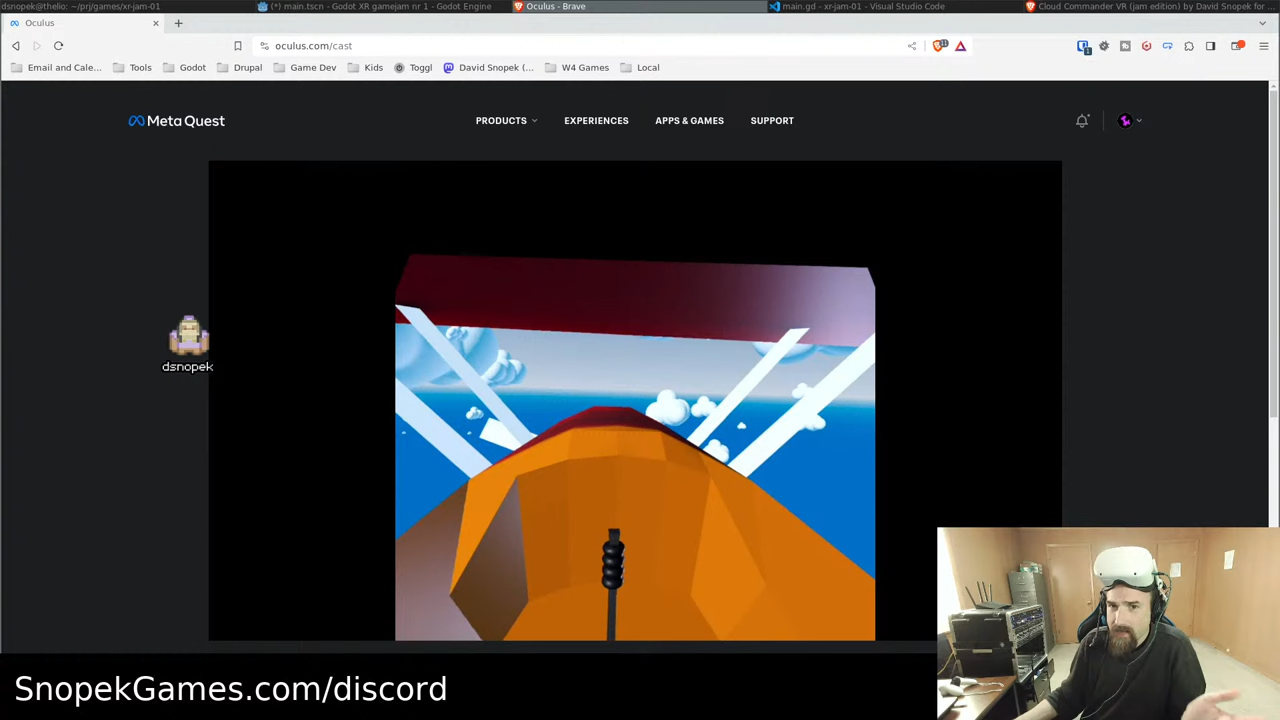 dsnopek@thelio: ~/prj/games/xr-jam-01
(*) main.tscn - Godot XR gamejam nr 1 - Godot Engine
Oculus - Brave
main.gd - xr-jam-01 - Visual Studio Code
Cloud Commander VR (jam edition) by David Snopek for ...
Oculus
oculus.com/cast
11
1
Email and Cale...
Tools
Godot
Drupal
Game Dev
Kids
Toggl
David Snopek (...
W4 Games
Local
Meta Quest
PRODUCTS
EXPERIENCES
APPS & GAMES
SUPPORT
dsnopek
SnopekGames.com/discord